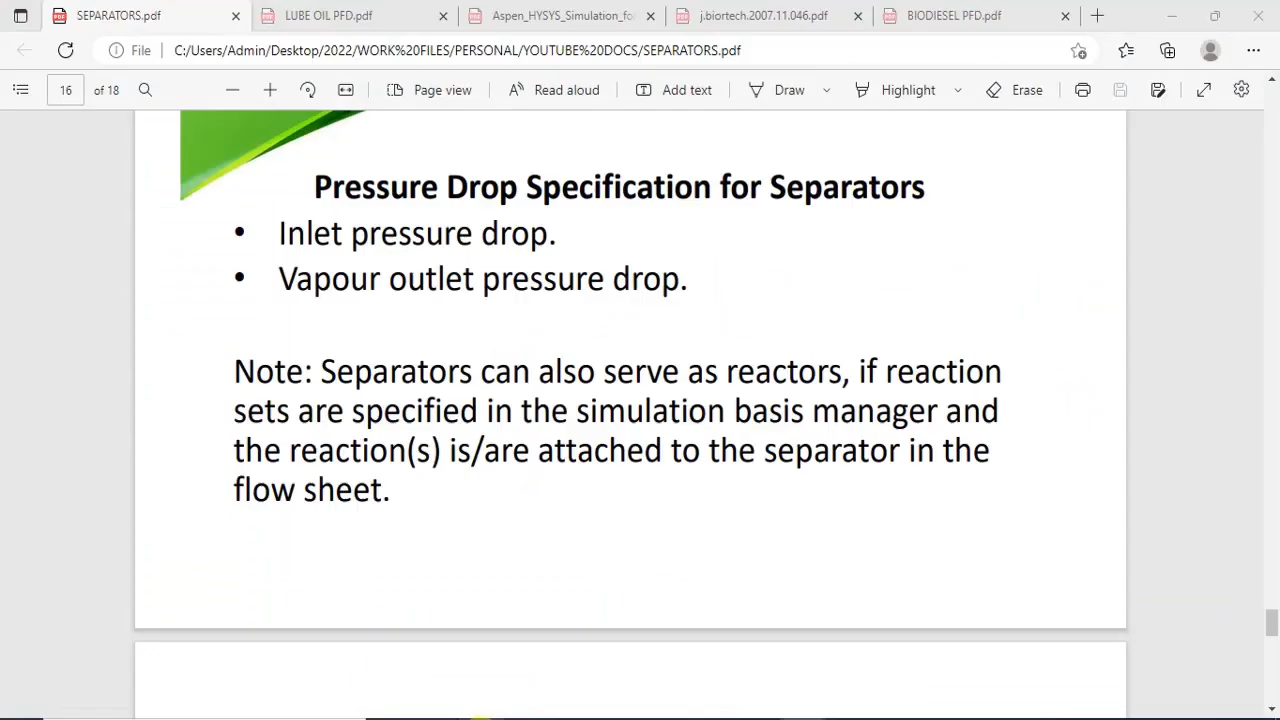 SEPARATORS.pdf
LUBE OIL PFD.pdf
Aspen_HYSYS_Simulation_fo
j.biortech.2007.11.046.pdf
BIODIESEL PFD.pdf
File
C:/Users/Admin/Desktop/2022/WORK%20FILES/PERSONAL/YOUTUBE%20DOCS/SEPARATORS.pdf
16 of 18
Page view
Read aloud
Add text
Draw
Highlight
Erase
Pressure Drop Specification for Separators
• Inlet pressure drop.
• Vapour outlet pressure drop.
Note: Separators can also serve as reactors, if reaction
sets are specified in the simulation basis manager and
the reaction(s) is/are attached to the separator in the
flow sheet.